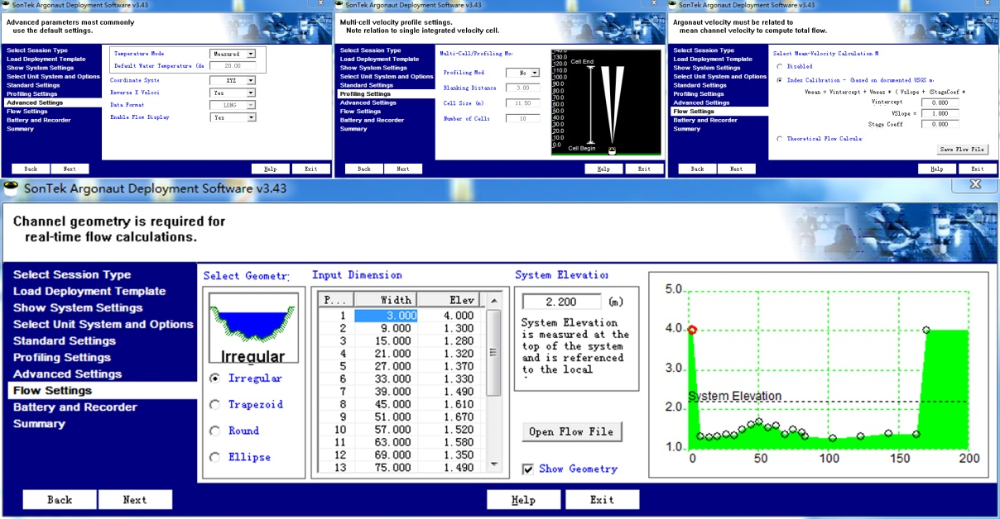 SonTek Argonaut Deployment Software v3.43
Advanced parameters most commonly
use the default settings.
Select Session Type
Load Deployment Template
Show System Settings
Select Unit System and Options
Standard Settings
Profiling Settings
Advanced Settings
Flow Settings
Battery and Recorder
Summary
Temperature Mode
Measured
Default Water Temperature (de
20.00
Coordinate Syste
XYZ
Reverse X Veloci
Yes
Data Format
LONG
Enable Flow Display
Yes
Back
Next
Help
Exit
SonTek Argonaut Deployment Software v3.43
Multi-cell velocity profile settings.
Note relation to single integrated velocity cell.
Select Session Type
Load Deployment Template
Show System Settings
Select Unit System and Options
Standard Settings
Profiling Settings
Advanced Settings
Flow Settings
Battery and Recorder
Summary
Multi-Cell/Profiling Mo
Profiling Mod
No
Blanking Distance
3.00
Cell Size (m)
11.50
Number of Cells
10
140.0
130.0
120.0
110.0
100.0
90.0
80.0
70.0
60.0
50.0
40.0
30.0
20.0
10.0
0.0
Cell End
Cell Begin
Back
Next
Help
Exit
SonTek Argonaut Deployment Software v3.43
Argonaut velocity must be related to
mean channel velocity to compute total flow.
Select Session Type
Load Deployment Template
Show System Settings
Select Unit System and Options
Standard Settings
Profiling Settings
Advanced Settings
Flow Settings
Battery and Recorder
Summary
Select Mean-Velocity Calculation M
Disabled
Index Calibration - (based on documented USGS m
Vmean = Vintercept + Vmeas * ( Vslope + (StageCoef *
Vintercept
0.000
VSlope =
1.000
Stage Coeff
0.000
Theoretical Flow Calcula
Save Flow File
Back
Next
Help
Exit
SonTek Argonaut Deployment Software v3.43
Channel geometry is required for
real-time flow calculations.
Select Session Type
Load Deployment Template
Show System Settings
Select Unit System and Options
Standard Settings
Profiling Settings
Advanced Settings
Flow Settings
Battery and Recorder
Summary
Select Geometr
Irregular
Irregular
Trapezoid
Round
Ellipse
Input Dimension
P... Width Elev
1 3.000 4.000
2 9.000 1.300
3 15.000 1.280
4 21.000 1.320
5 27.000 1.370
6 33.000 1.330
7 39.000 1.490
8 45.000 1.610
9 51.000 1.670
10 57.000 1.520
11 63.000 1.580
12 69.000 1.350
13 75.000 1.490
System Elevatio
2.200 (m)
System Elevation
is measured at the
top of the system
and is referenced
to the local
Open Flow File
Show Geometry
5.0
4.0
3.0
System Elevation
2.0
1.0
0 50 100 150 200
Back
Next
Help
Exit